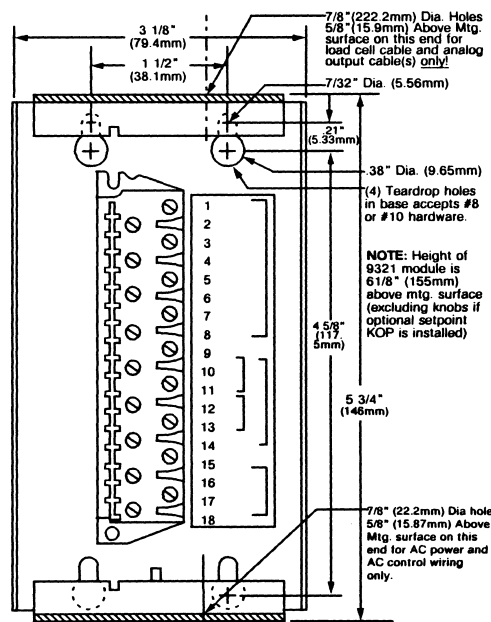 3 1/8"
(79.4mm)
1 1/2"
(38.1mm)
7/8"(222.2mm) Dia. Holes
5/8"(15.9mm) Above Mtg.
surface on this end for
load cell cable and analog
output cable(s) only!
7/32" Dia. (5.56mm)
.21"
(5.33mm)
.38" Dia. (9.65mm)
(4) Teardrop holes
in base accepts #8
or #10 hardware.
NOTE: Height of
9321 module is
61/8" (155mm)
above mtg. surface
(excluding knobs if
optional setpoint
KOP is installed)
1
2
3
4
5
6
7
8
9
10
11
12
13
14
15
16
17
18
4 5/8"
(117.
5mm)
5 3/4"
(146mm)
7/8" (22.2mm) Dia hole
5/8" (15.87mm) Above
Mtg. surface on this
end for AC power and
AC control wiring
only.